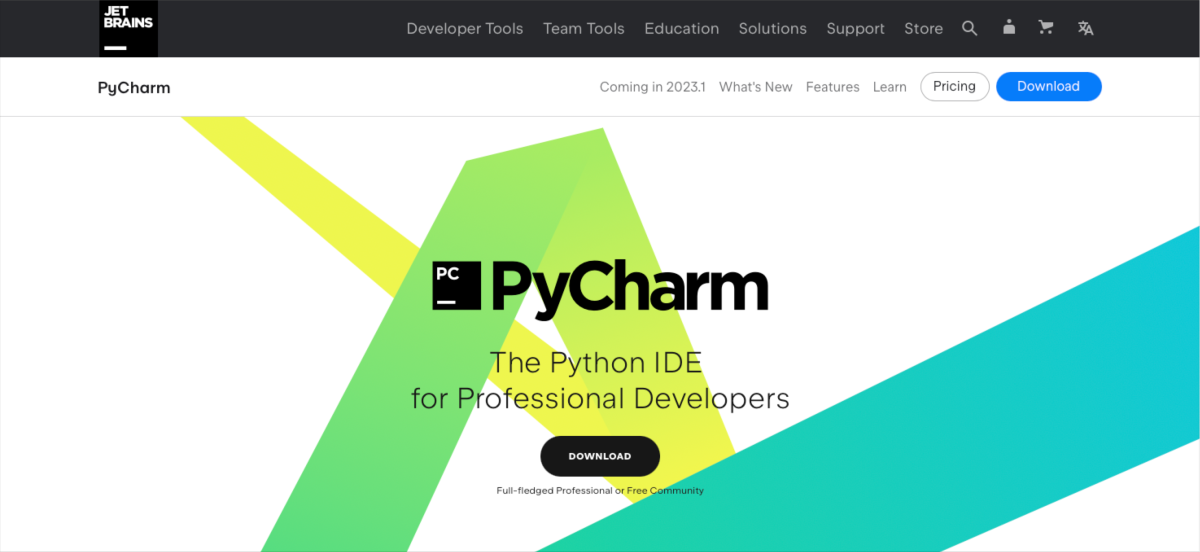 JET
BRAINS
Developer Tools Team Tools Education Solutions Support Store
PyCharm
Coming in 2023.1 What's New Features Learn Pricing Download
PC
PyCharm
The Python IDE
for Professional Developers
DOWNLOAD
Full-fledged Professional or Free Community